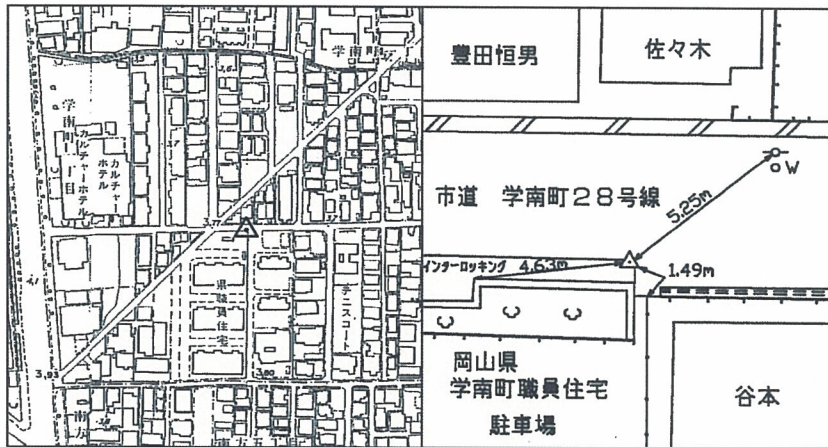 学南町
学南町一丁目
カルチャーホテル
カルチャーホテル
県職員住宅
テニスコート
3.93
豊田恒男
佐々木
W
市道 学南町28号線
5.25m
インターロッキング
4.63m
1.49m
岡山県
学南町職員住宅
駐車場
谷本